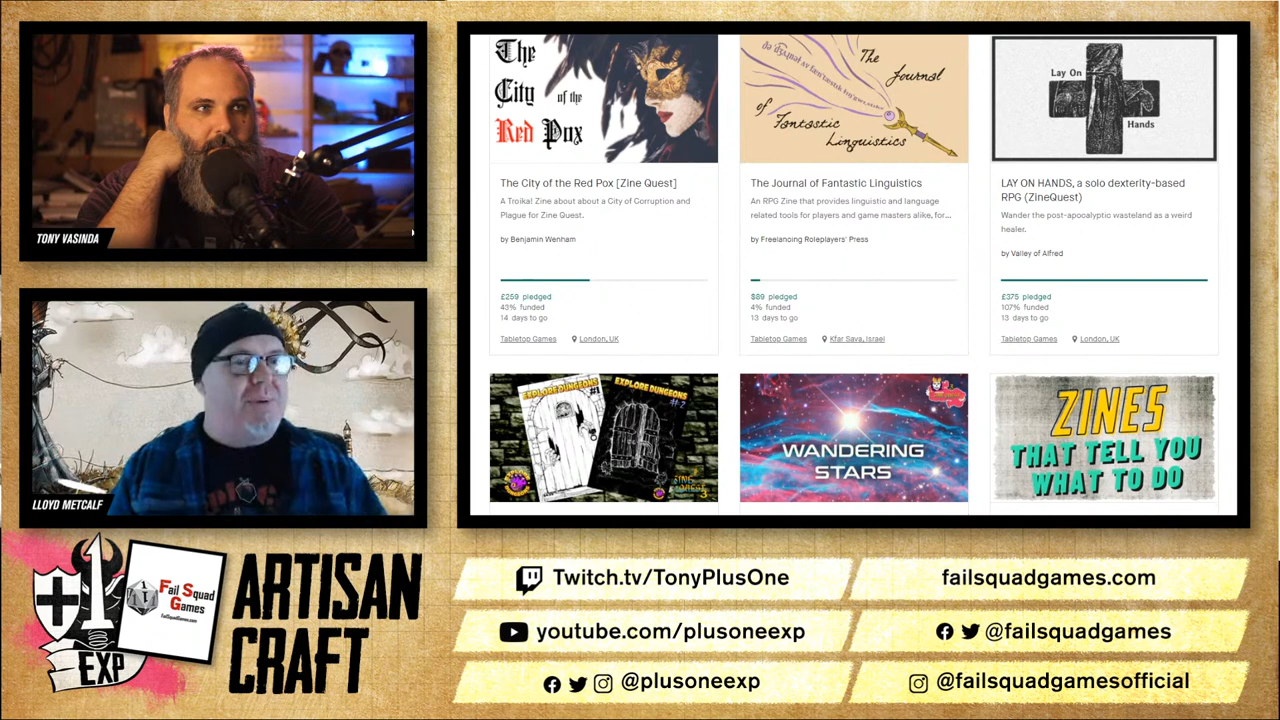 TONY VASINDA
LLOYD METCALF
The
City of the
Red Pox
The Journal
of Fantastic
Linguistics
Lay On
Hands
The City of the Red Pox [Zine Quest]
A Troika! Zine about about a City of Corruption and
Plague for Zine Quest.
by Benjamin Wenham
£259 pledged
43% funded
14 days to go
Tabletop Games
London, UK
The Journal of Fantastic Linguistics
An RPG Zine that provides linguistic and language
related tools for players and game masters alike, for...
by Freelancing Roleplayers' Press
$89 pledged
4% funded
13 days to go
Tabletop Games
Kfar Sava, Israel
LAY ON HANDS, a solo dexterity-based
RPG (ZineQuest)
Wander the post-apocalyptic wasteland as a weird
healer.
by Valley of Alfred
£375 pledged
107% funded
13 days to go
Tabletop Games
London, UK
EXPLORE DUNGEONS
#1
EXPLORE DUNGEONS
#2
ZINE
QUEST
3
WANDERING
STARS
ZINES
THAT TELL YOU
WHAT TO DO
1
EXP
Fail Squad
Games
FailSquadGames.com
ARTISAN
CRAFT
Twitch.tv/TonyPlusOne
youtube.com/plusoneexp
@plusoneexp
failsquadgames.com
@failsquadgames
@failsquadgamesofficial